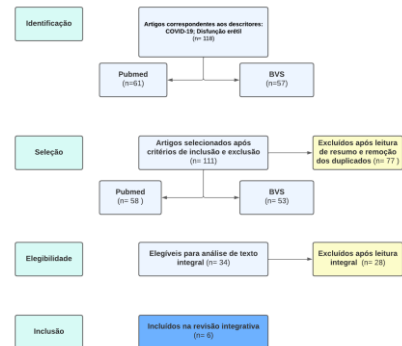 Identificação
Artigos correspondentes aos descritores:
COVID-19; Disfunção erétil
(n= 118)
Pubmed
(n=61)
BVS
(n=57)
Seleção
Artigos selecionados após
critérios de inclusão e exclusão
(n= 111)
Excluídos após leitura
de resumo e remoção
dos duplicados (n= 77 )
Pubmed
(n= 58 )
BVS
(n= 53)
Elegibilidade
Elegíveis para análise de texto
integral (n= 34)
Excluídos após leitura
integral (n= 28)
Inclusão
Incluídos na revisão integrativa
(n= 6)